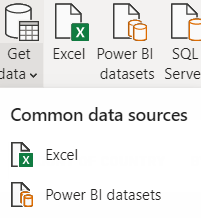 Get Excel Power BI SQL
data datasets Serve
Common data sources
Excel
Power BI datasets